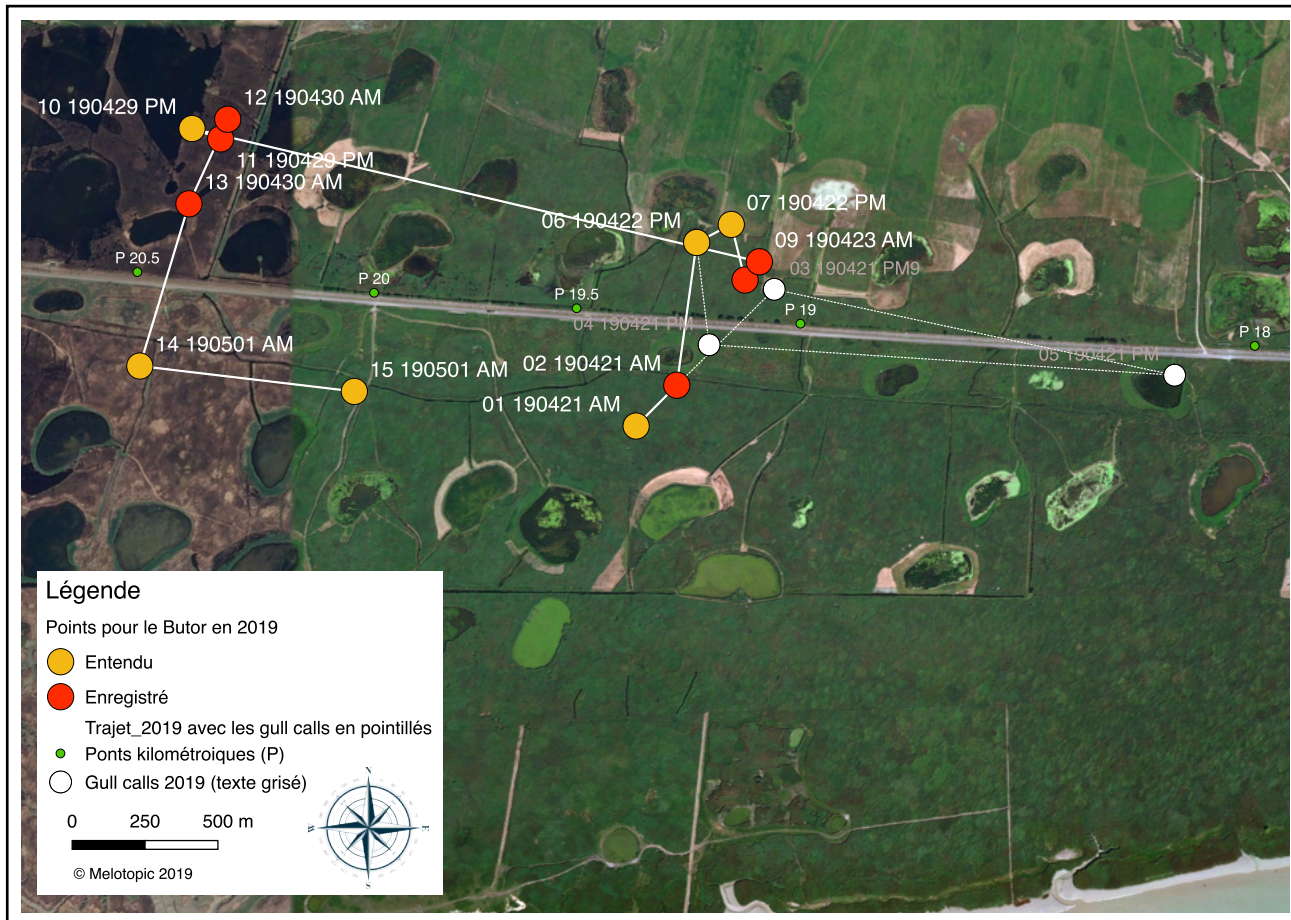 12 190430 AM
10 190429 PM
11 190429 PM
13 190430 AM
07 190422 PM
06 190422 PM
09 190423 AM
03 190421 PM9
P 20.5
P 20
P 19.5
04 190421 PM
P 19
P 18
05 190421 PM
14 190501 AM
15 190501 AM
02 190421 AM
01 190421 AM
Légende
Points pour le Butor en 2019
Entendu
Enregistré
Trajet_2019 avec les gull calls en pointillés
Ponts kilométroiques (P)
Gull calls 2019 (texte grisé)
0 250 500 m
© Melotopic 2019
N
W
E
S